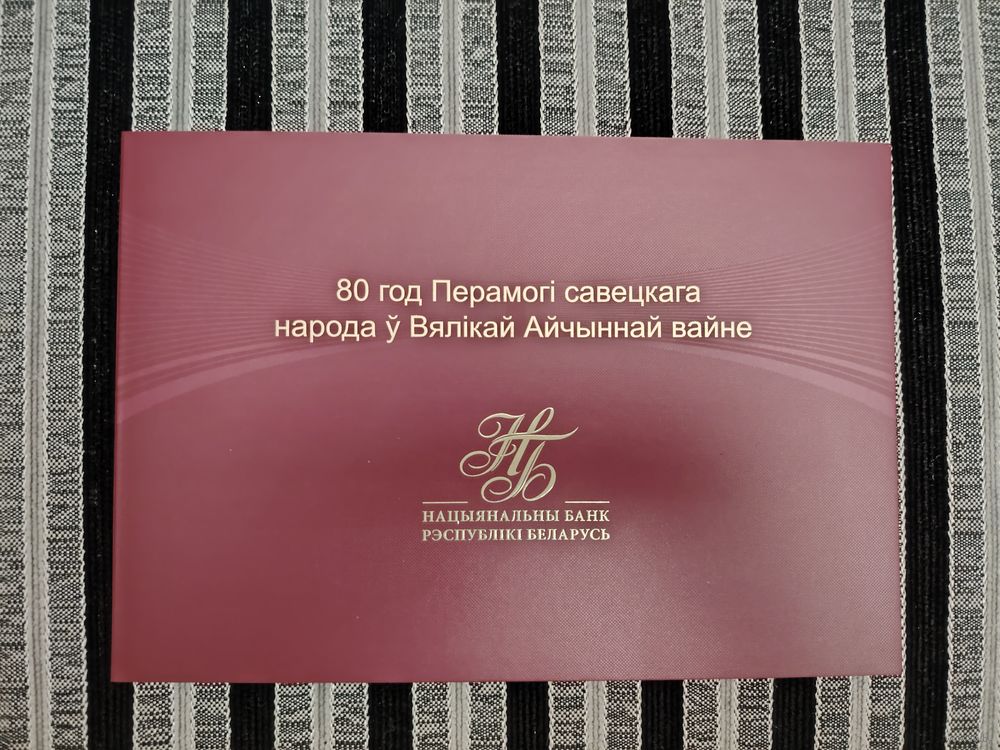 80 год Перамогі савецкага
народа ў Вялікай Айчыннай вайне
НБ
НАЦЫЯНАЛЬНЫ БАНК
РЭСПУБЛІКІ БЕЛАРУСЬ